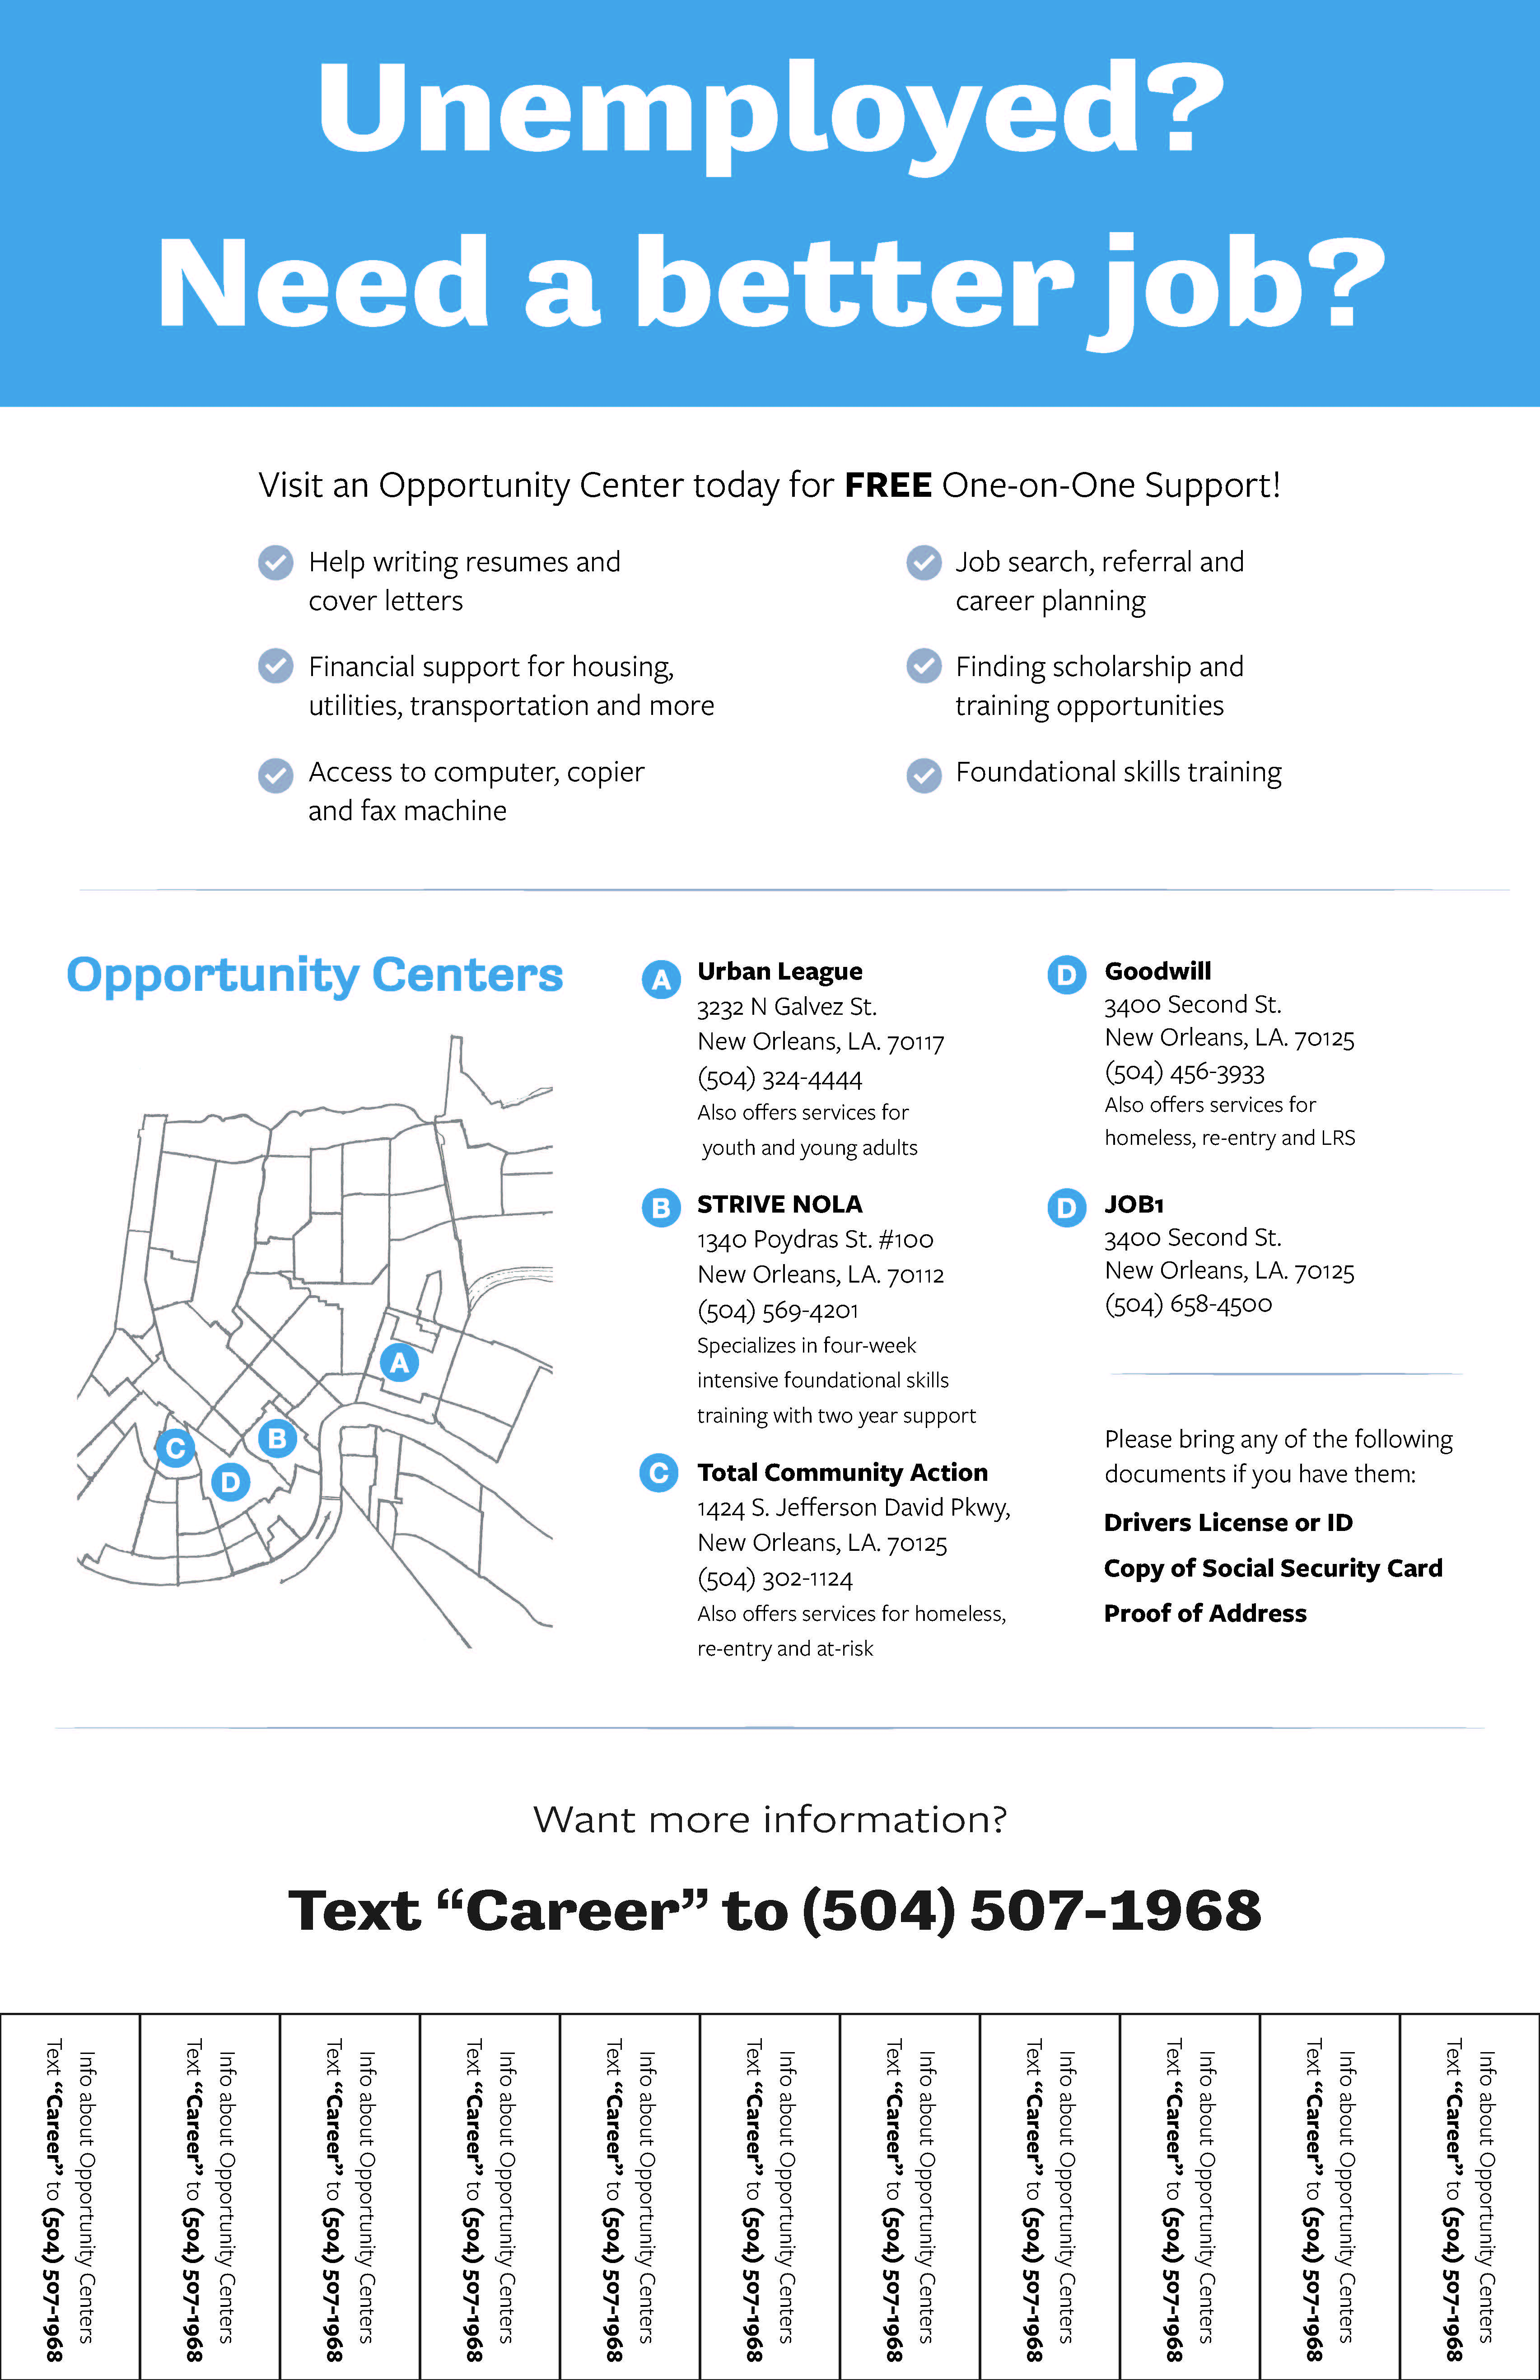 Unemployed?
Need a better job?
Visit an Opportunity Center today for FREE One-on-One Support!
Help writing resumes and
cover letters
Financial support for housing,
utilities, transportation and more
Access to computer, copier
and fax machine
Job search, referral and
career planning
Finding scholarship and
training opportunities
Foundational skills training
Opportunity Centers
A
B
C
D
A Urban League
3232 N Galvez St.
New Orleans, LA. 70117
(504) 324-4444
Also offers services for
youth and young adults
B STRIVE NOLA
1340 Poydras St. #100
New Orleans, LA. 70112
(504) 569-4201
Specializes in four-week
intensive foundational skills
training with two year support
C Total Community Action
1424 S. Jefferson David Pkwy,
New Orleans, LA. 70125
(504) 302-1124
Also offers services for homeless,
re-entry and at-risk
D Goodwill
3400 Second St.
New Orleans, LA. 70125
(504) 456-3933
Also offers services for
homeless, re-entry and LRS
D JOB1
3400 Second St.
New Orleans, LA. 70125
(504) 658-4500
Please bring any of the following
documents if you have them:
Drivers License or ID
Copy of Social Security Card
Proof of Address
Want more information?
Text “Career” to (504) 507-1968
Info about Opportunity Centers
Text “Career” to (504) 507-1968
Info about Opportunity Centers
Text “Career” to (504) 507-1968
Info about Opportunity Centers
Text “Career” to (504) 507-1968
Info about Opportunity Centers
Text “Career” to (504) 507-1968
Info about Opportunity Centers
Text “Career” to (504) 507-1968
Info about Opportunity Centers
Text “Career” to (504) 507-1968
Info about Opportunity Centers
Text “Career” to (504) 507-1968
Info about Opportunity Centers
Text “Career” to (504) 507-1968
Info about Opportunity Centers
Text “Career” to (504) 507-1968
Info about Opportunity Centers
Text “Career” to (504) 507-1968
Info about Opportunity Centers
Text “Career” to (504) 507-1968